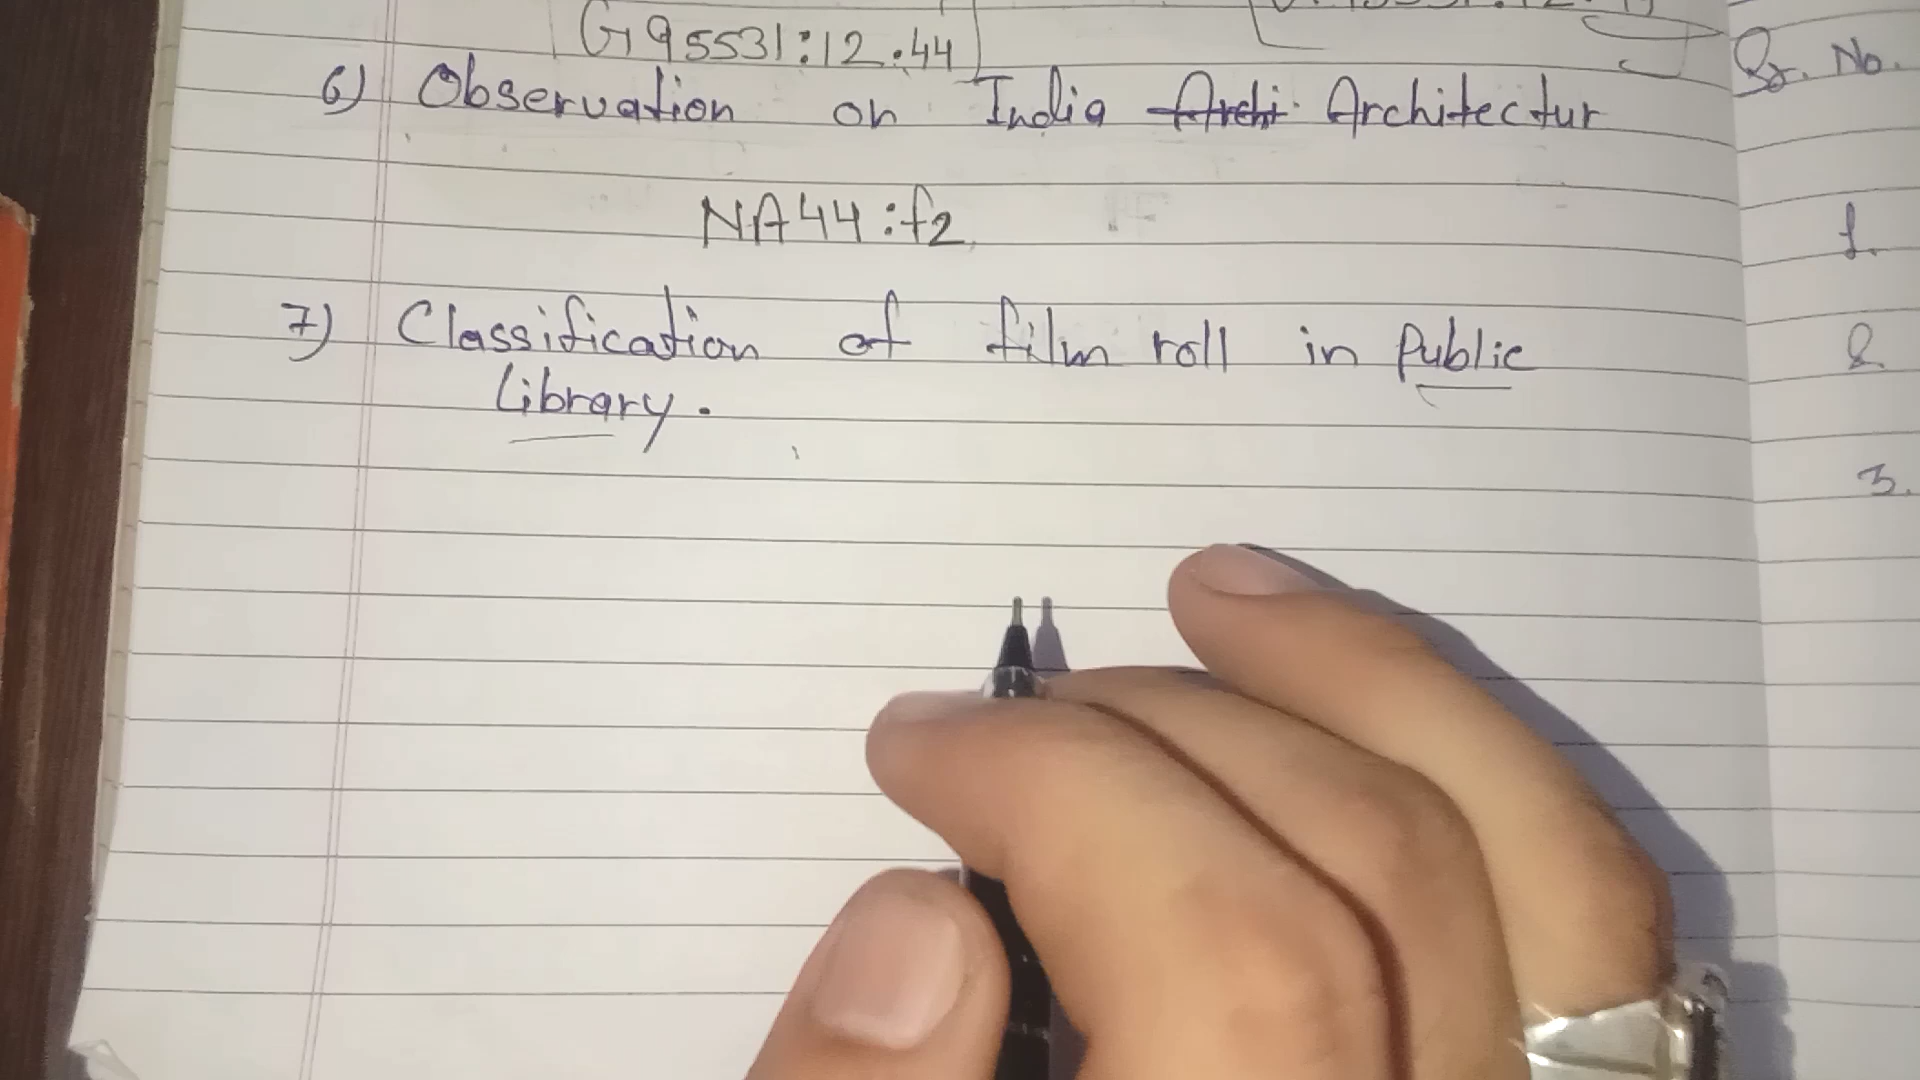 G95531:12.44
Sr. No.
6) Observation on India Archi Architectur
NA44:f2
1.
7) Classification of film roll in Public
2
Library.
3.